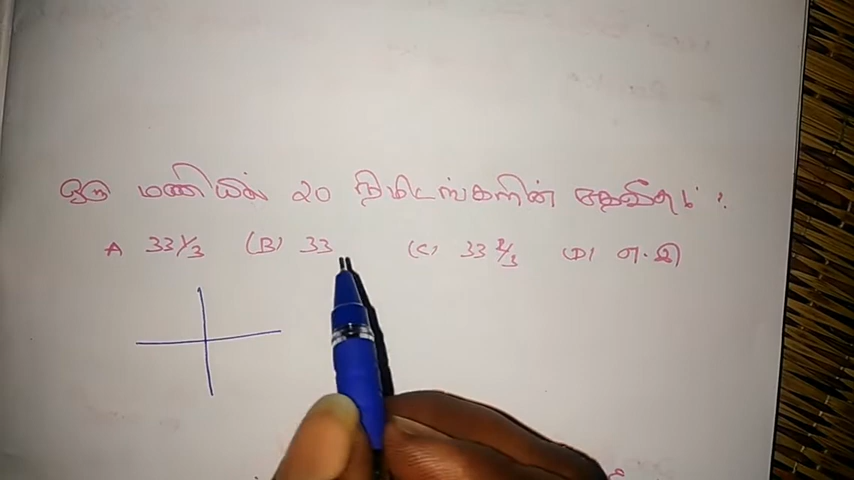 ஒரு மணியில் 20 நிமிடங்களின் சதவீதம் :
A 33 1/3 (B) 33 (C) 33 2/3 (D) எ.இ